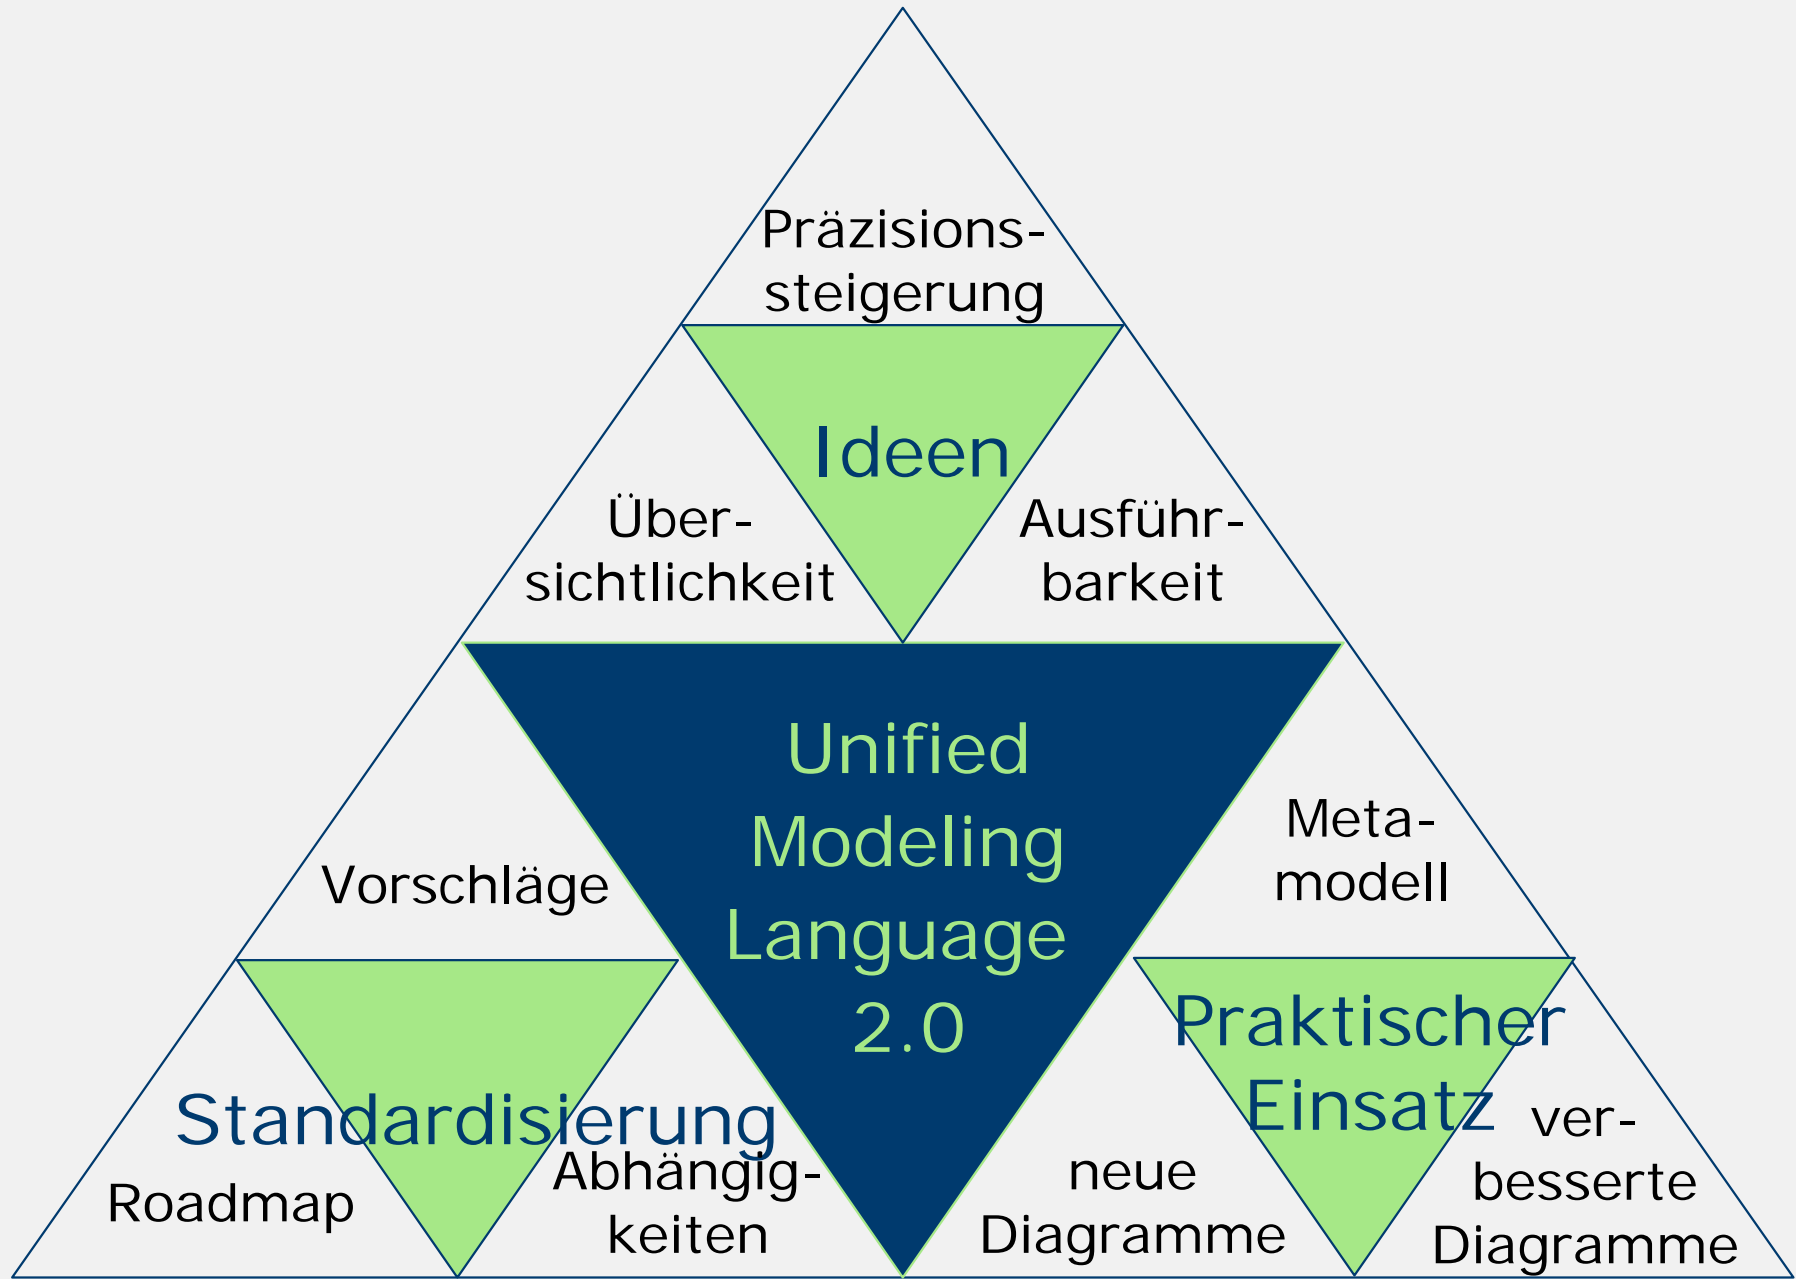 Präzisions-
steigerung
Ideen
Über-
sichtlichkeit
Ausführ-
barkeit
Unified
Modeling
Language
2.0
Vorschläge
Standardisierung
Roadmap
Abhängig-
keiten
Meta-
modell
Praktischer
Einsatz
neue
Diagramme
ver-
besserte
Diagramme